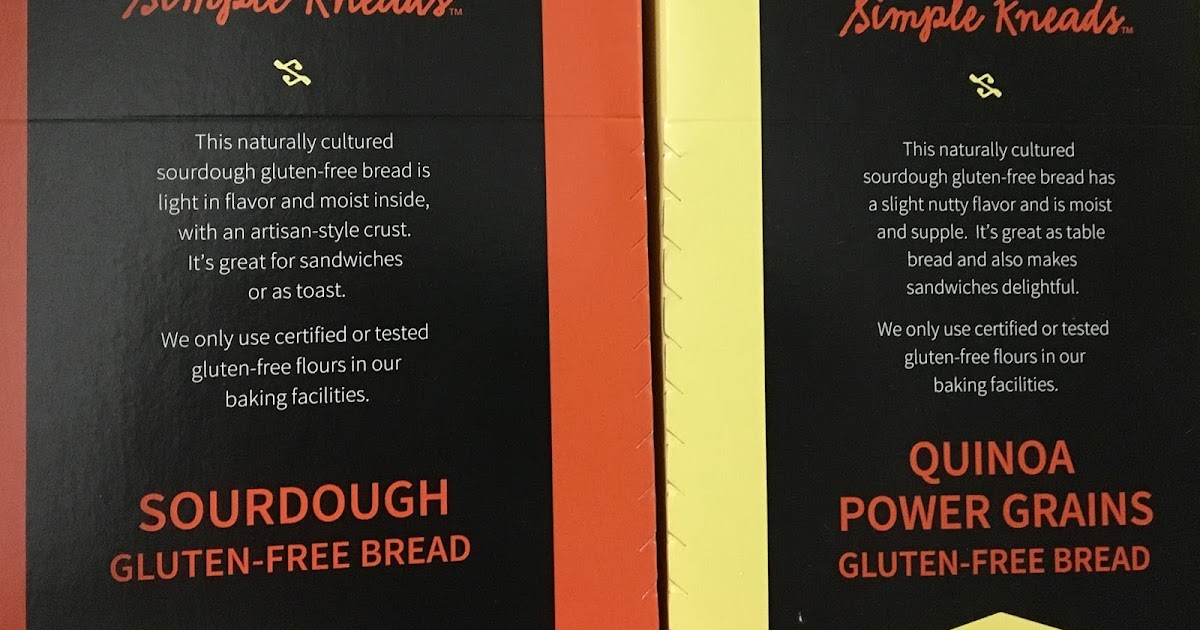 Simple Kneads™
This naturally cultured
sourdough gluten-free bread is
light in flavor and moist inside,
with an artisan-style crust.
It's great for sandwiches
or as toast.
We only use certified or tested
gluten-free flours in our
baking facilities.
SOURDOUGH
GLUTEN-FREE BREAD
Simple Kneads™
This naturally cultured
sourdough gluten-free bread has
a slight nutty flavor and is moist
and supple.  It's great as table
bread and also makes
sandwiches delightful.
We only use certified or tested
gluten-free flours in our
baking facilities.
QUINOA
POWER GRAINS
GLUTEN-FREE BREAD